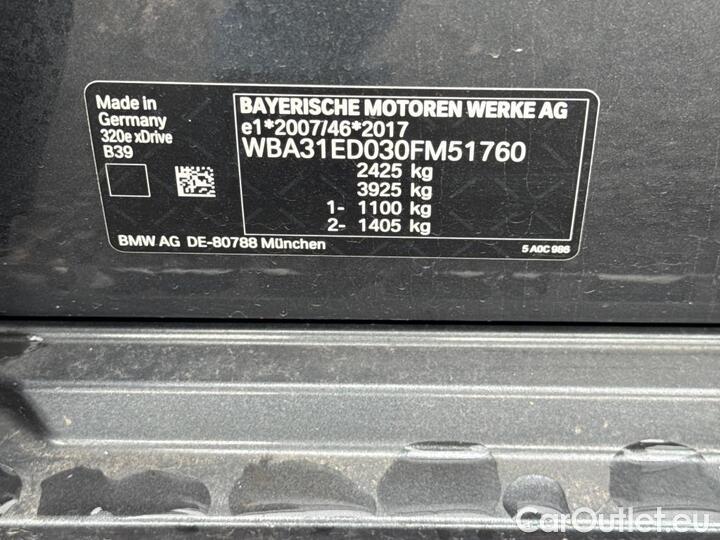 Made in
Germany
320e xDrive
B39
BAYERISCHE MOTOREN WERKE AG
e1*2007/46*2017
WBA31ED030FM51760
2425 kg
3925 kg
1- 1100 kg
2- 1405 kg
BMW AG DE-80788 München
5 A0C 986
CarOutlet.eu